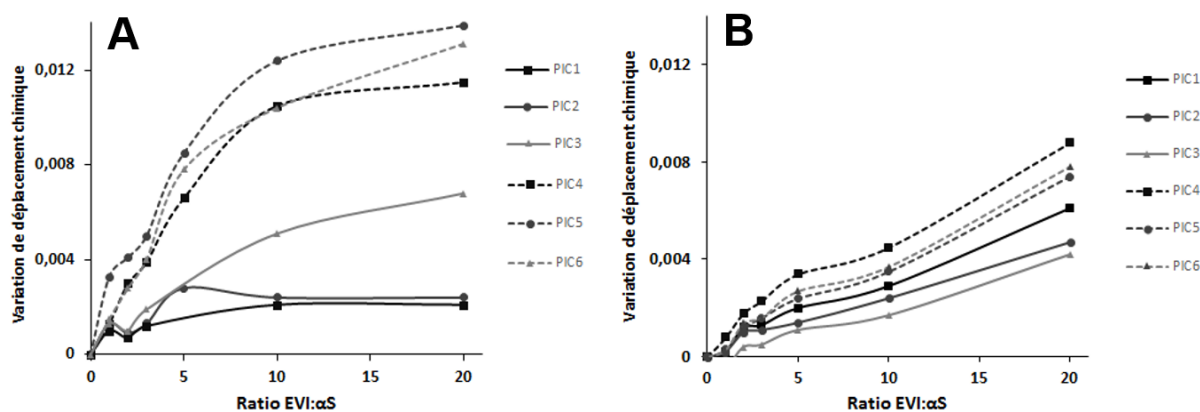 A
Variation de déplacement chimique
0,012
0,008
0,004
0
0
5
10
15
20
Ratio EVI:αS
PIC1
PIC2
PIC3
PIC4
PIC5
PIC6
B
Variation de déplacement chimique
0,012
0,008
0,004
0
0
5
10
15
20
Ratio EVI:αS
PIC1
PIC2
PIC3
PIC4
PIC5
PIC6